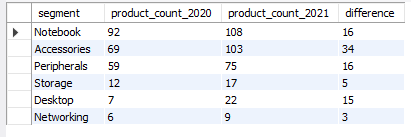 segment product_count_2020 product_count_2021 difference
Notebook 92 108 16
Accessories 69 103 34
Peripherals 59 75 16
Storage 12 17 5
Desktop 7 22 15
Networking 6 9 3